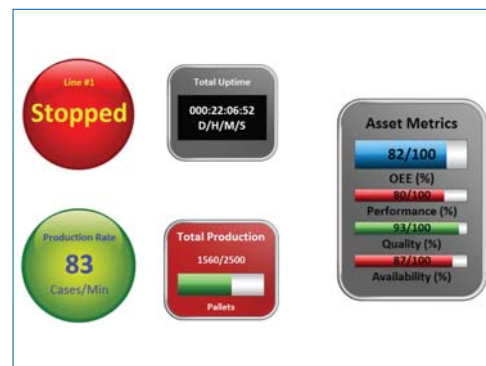 Line #1
Stopped
Total Uptime
000:22:06:52
D/H/M/S
Production Rate
83
Cases/Min
Total Production
1560/2500
Pallets
Asset Metrics
82/100
OEE (%)
80/100
Performance (%)
93/100
Quality (%)
87/100
Availability (%)